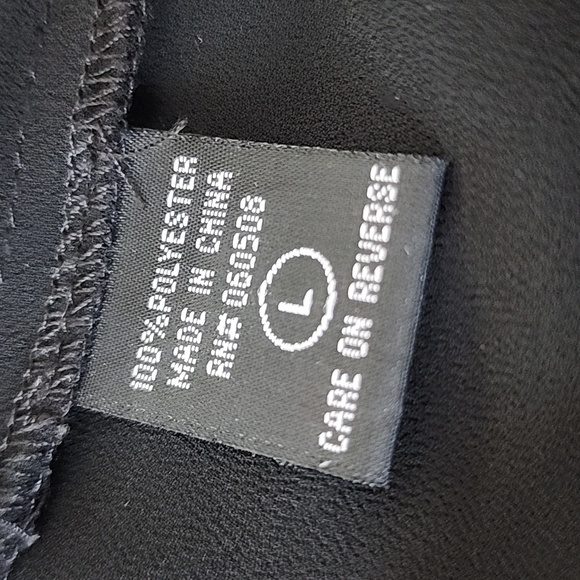 100% POLYESTER
MADE IN CHINA
RN# 060508
L
CARE ON REVERSE